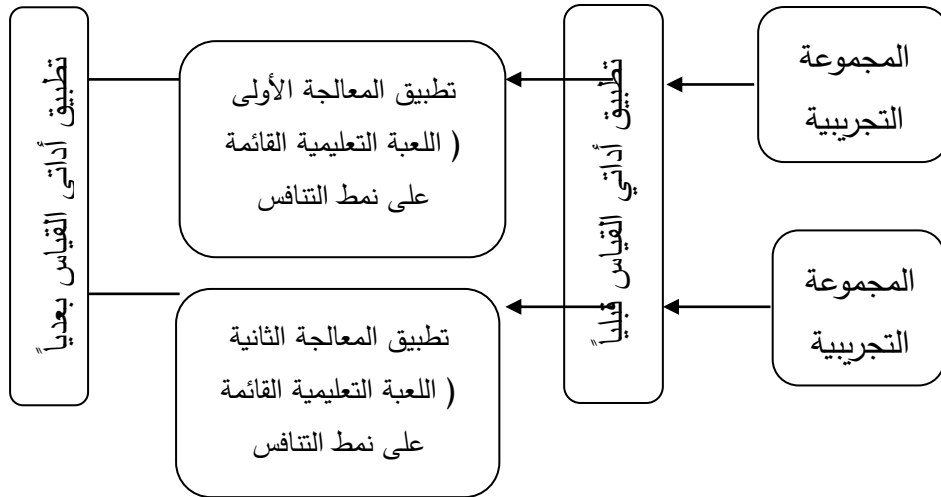 المجموعة
التجريبية
المجموعة
التجريبية
تطبيق أداتي القياس قبلياً
تطبيق المعالجة الأولى
( اللعبة التعليمية القائمة
على نمط التنافس
تطبيق المعالجة الثانية
( اللعبة التعليمية القائمة
على نمط التنافس
تطبيق أداتى القياس بعدياً